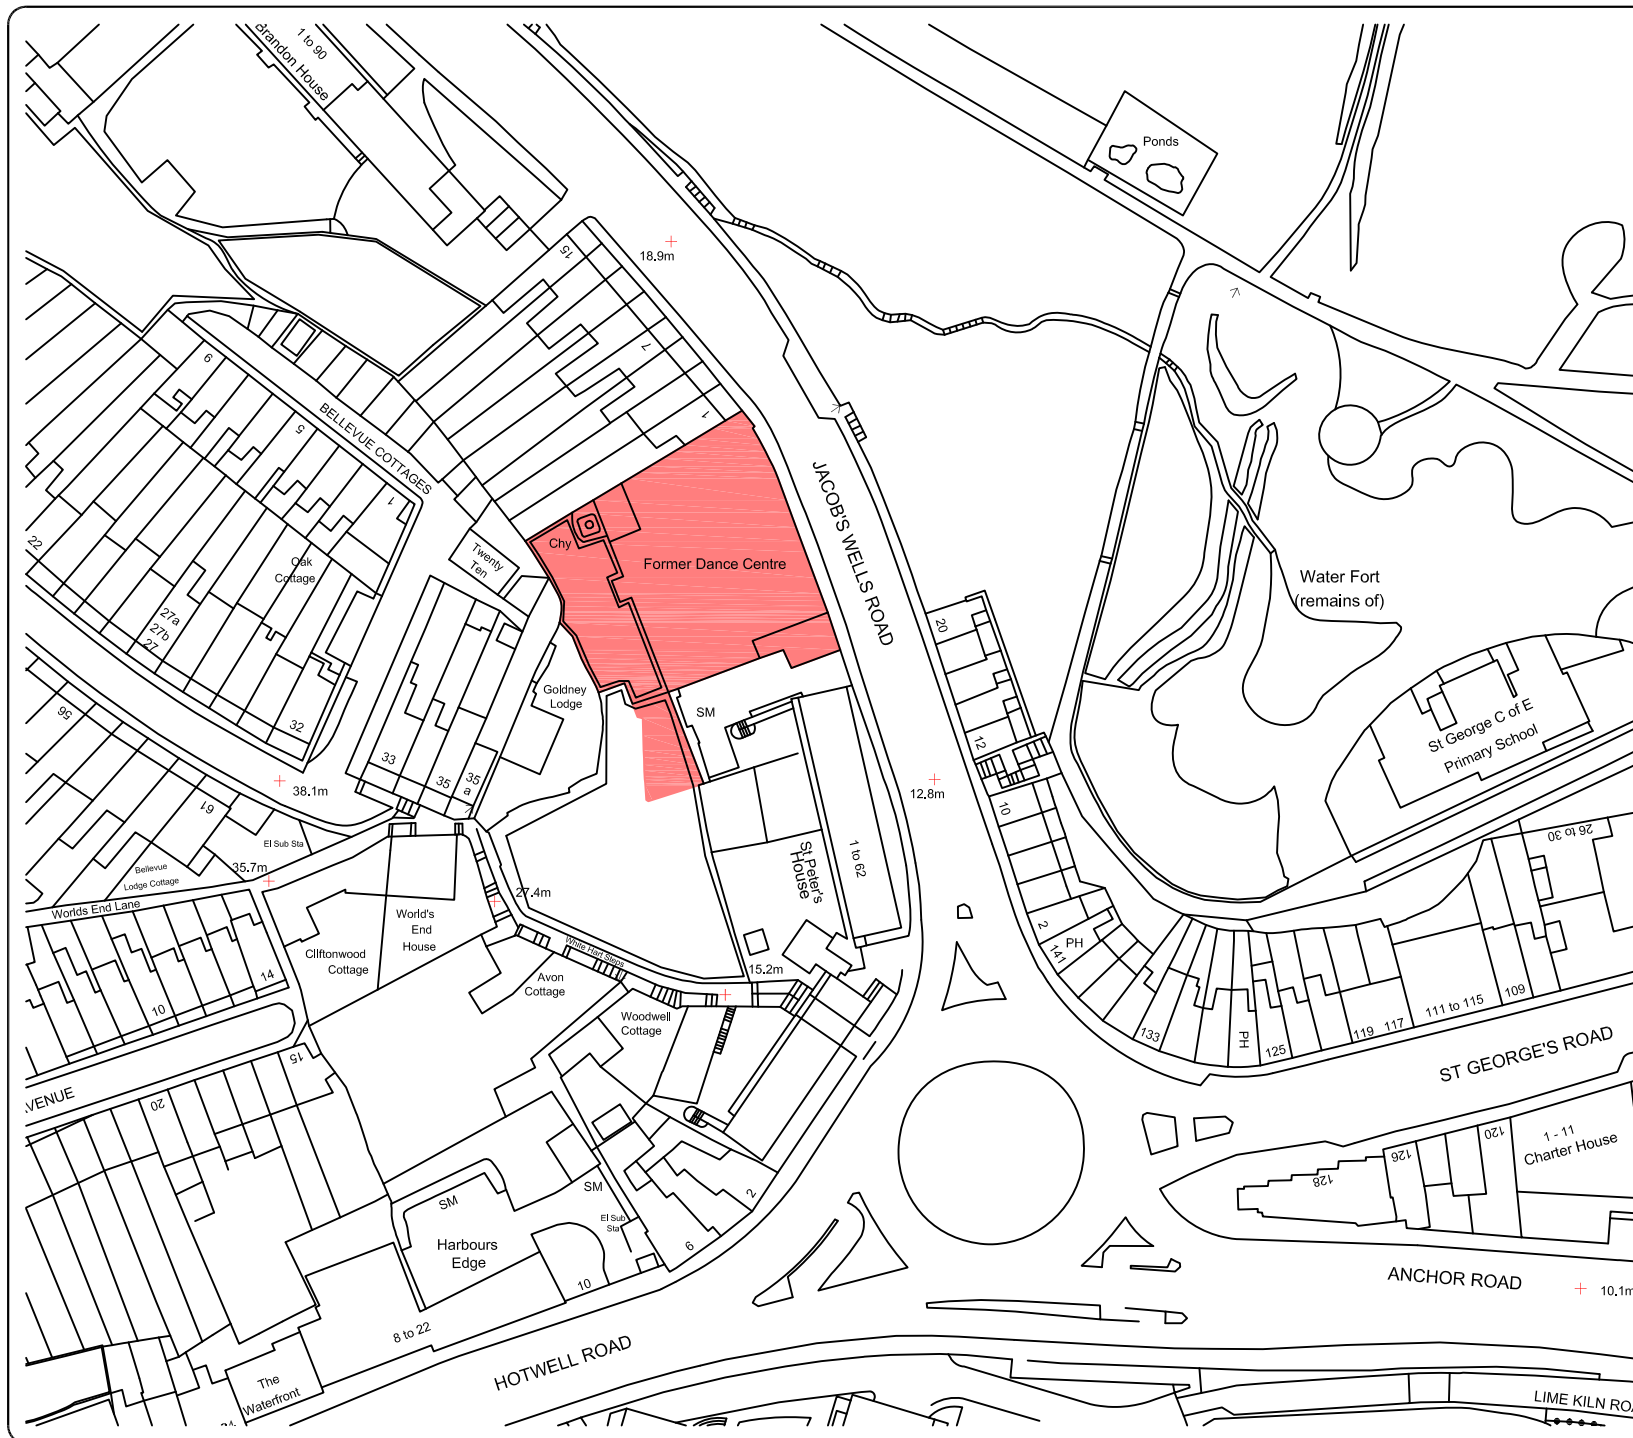 1 to 90
Brandon House
Ponds
15
18.9m
7
1
9
5
1
BELLEVUE COTTAGES
22
Oak
Cottage
Twenty
Ten
Chy
Former Dance Centre
JACOB'S WELLS ROAD
Water Fort
(remains of)
27a
27b
27
20
56
32
Goldney
Lodge
SM
12
St George C of E
Primary School
33
35
35
a
38.1m
12.8m
61
10
El Sub Sta
St Peter's
House
1 to 62
26 to 30
Bellevue
Lodge Cottage
35.7m
27.4m
Worlds End Lane
World's
End
House
White Hart Steps
2
PH
141
Cliftonwood
Cottage
14
15.2m
Avon
Cottage
10
Woodwell
Cottage
133
PH
125
119
117
111 to 115
109
15
ST GEORGE'S ROAD
AVENUE
20
120
126
128
1 - 11
Charter House
SM
SM
2
El Sub
Sta
6
Harbours
Edge
10
ANCHOR ROAD
10.1m
8 to 22
HOTWELL ROAD
The
Waterfront
LIME KILN ROA